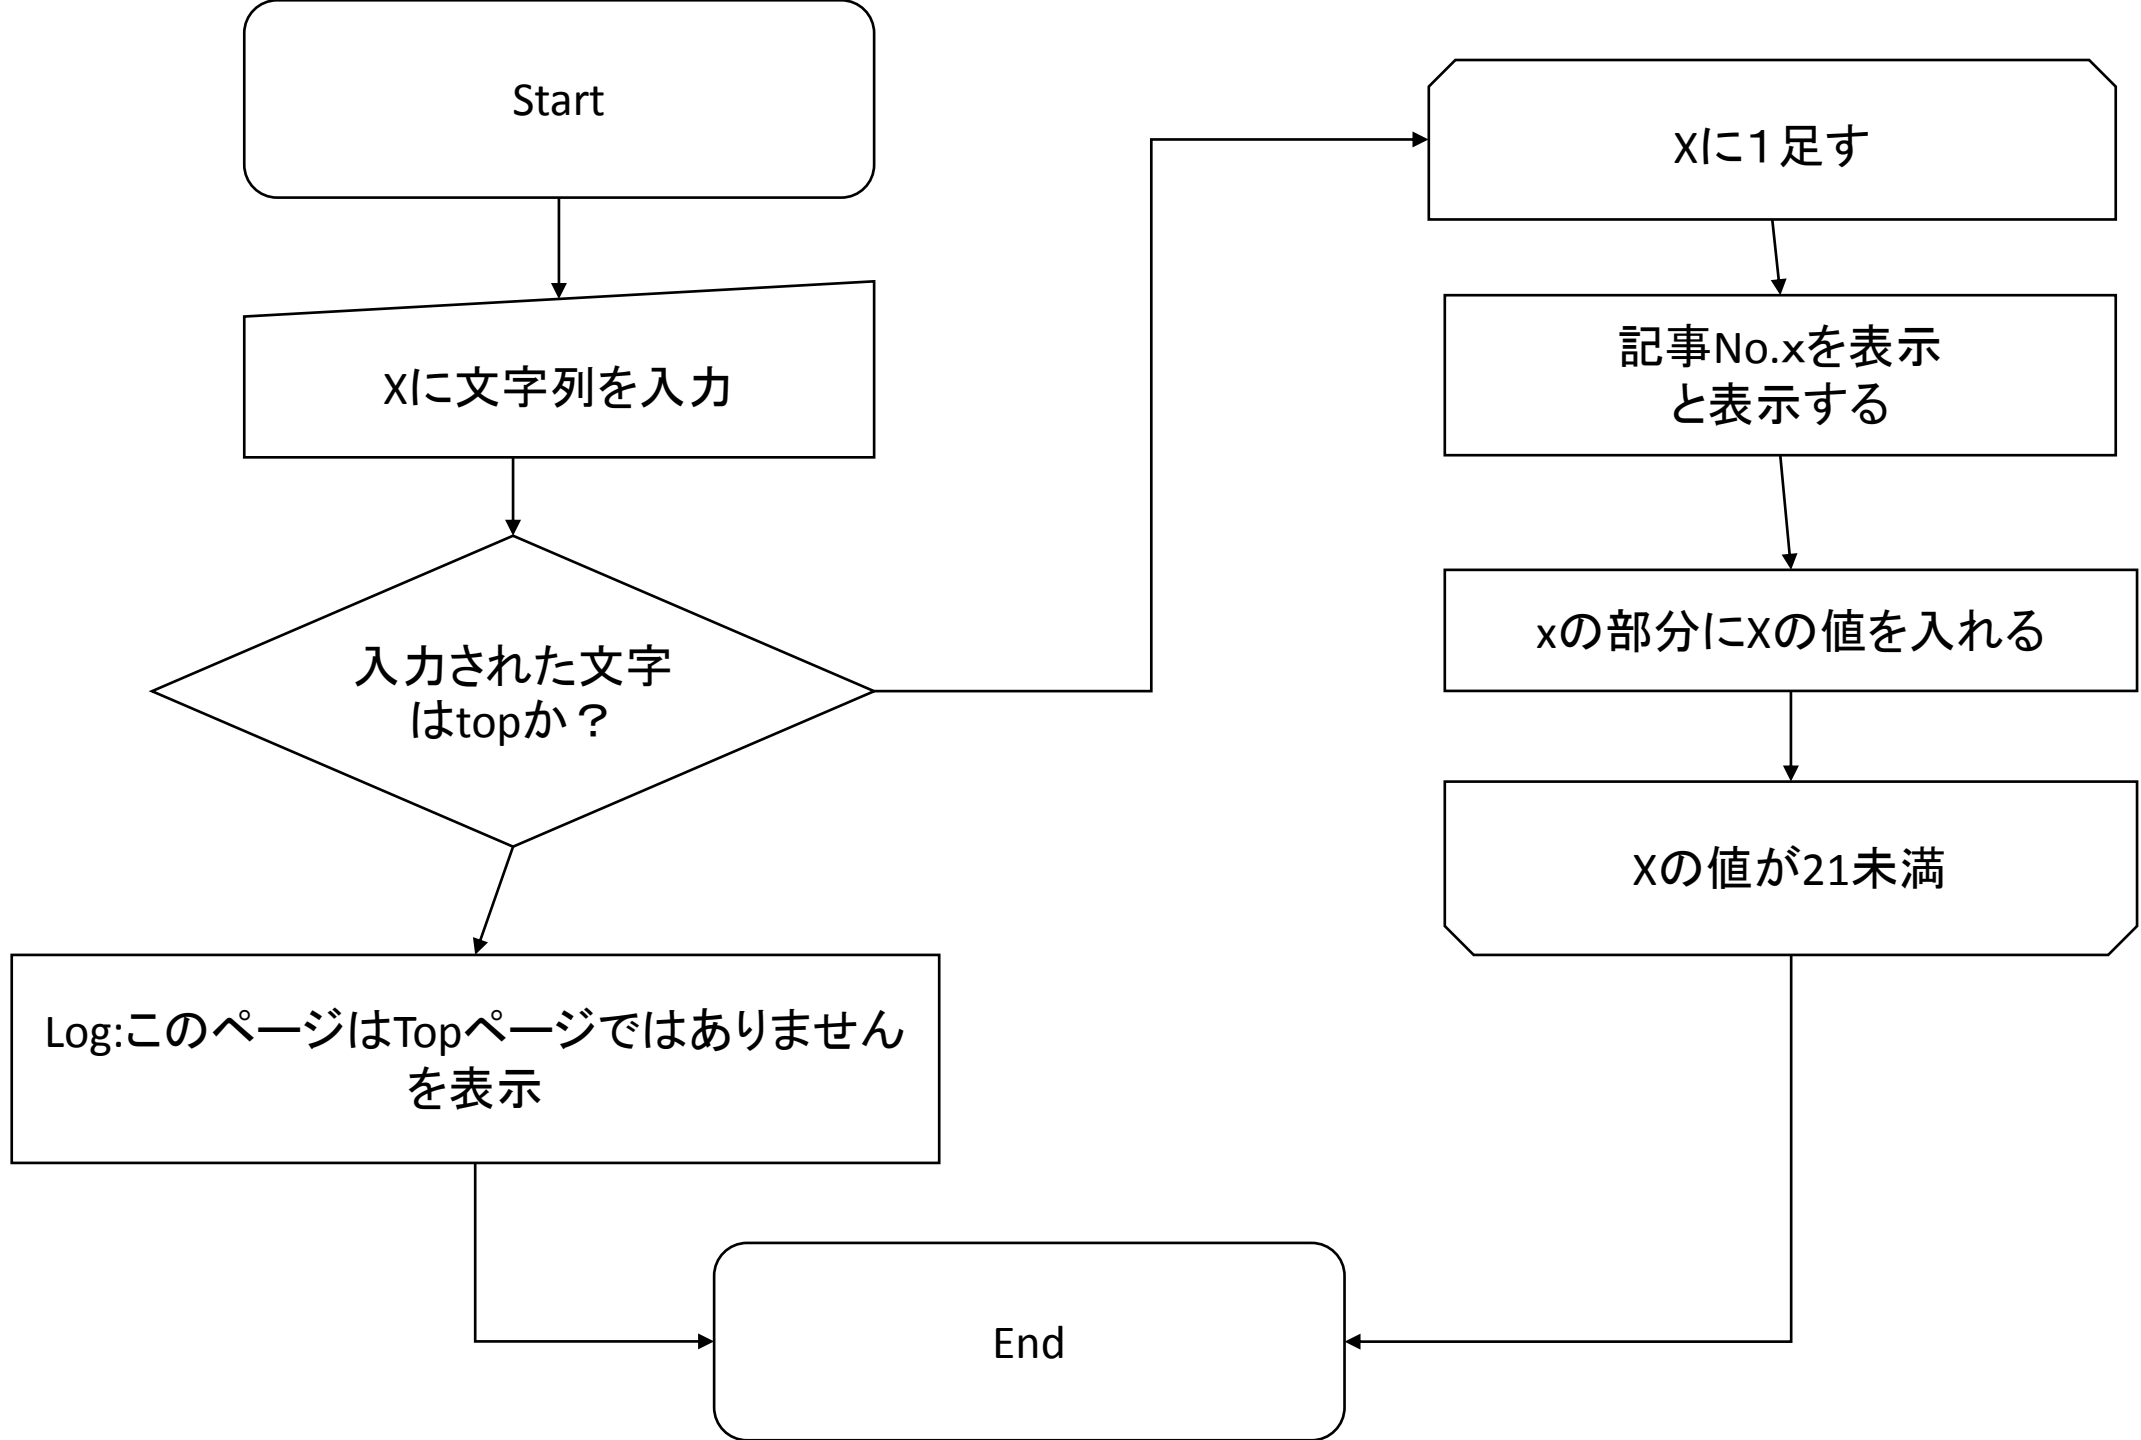 Start
Xに文字列を入力
入力された文字
はtopか？
Log:このページはTopページではありません
を表示
Xに１足す
記事No.xを表示
と表示する
xの部分にXの値を入れる
Xの値が21未満
End